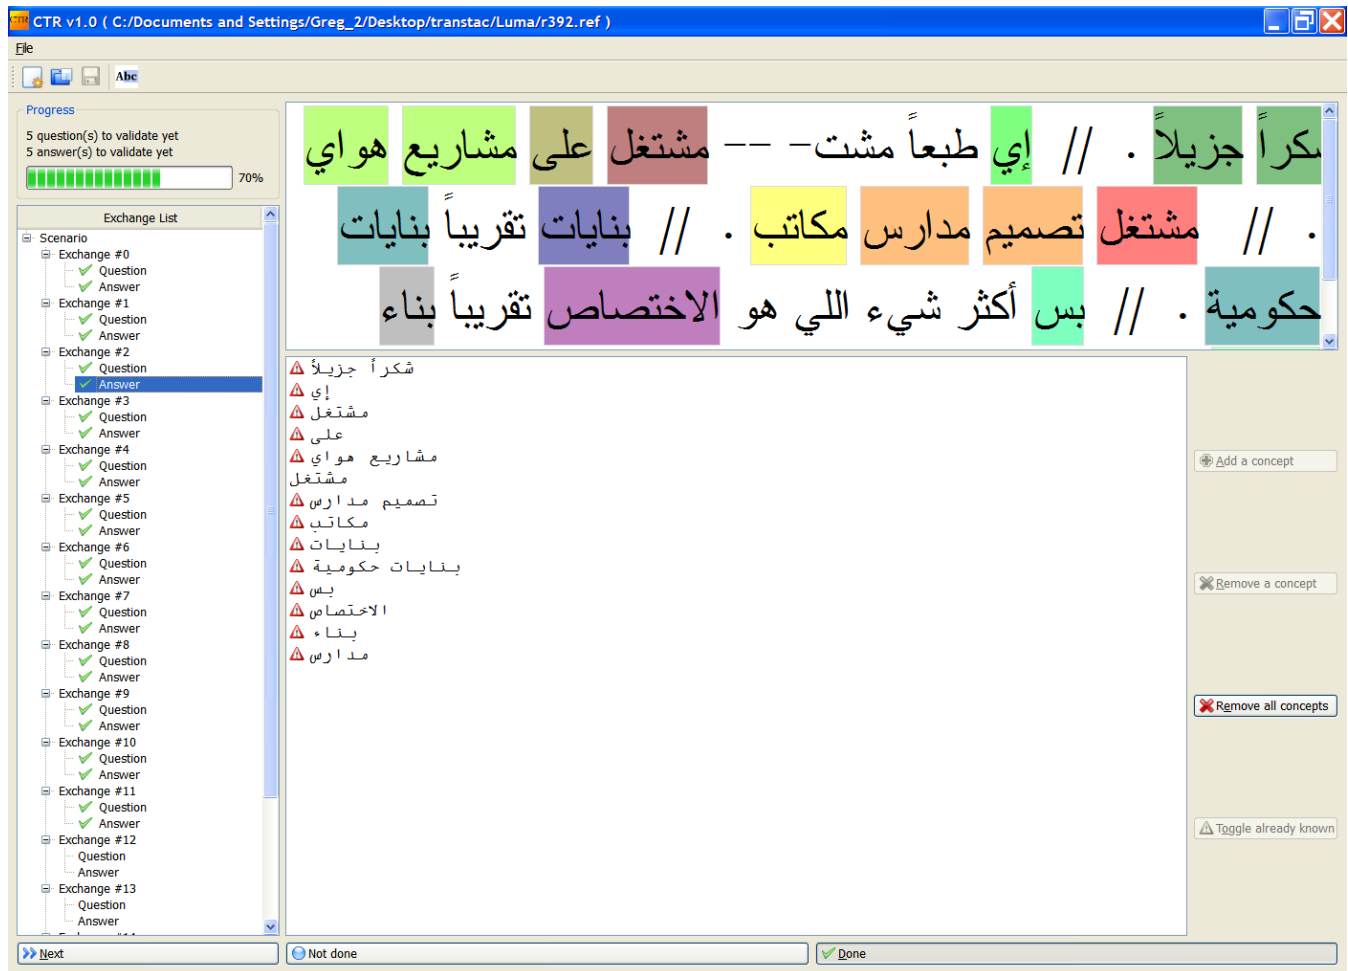 CTR v1.0 ( C:/Documents and Settings/Greg_2/Desktop/transtac/Luma/r392.ref )
File
Abc
Progress
5 question(s) to validate yet
5 answer(s) to validate yet
70%
Exchange List
Scenario
Exchange #0
Question
Answer
Exchange #1
Question
Answer
Exchange #2
Question
Answer
Exchange #3
Question
Answer
Exchange #4
Question
Answer
Exchange #5
Question
Answer
Exchange #6
Question
Answer
Exchange #7
Question
Answer
Exchange #8
Question
Answer
Exchange #9
Question
Answer
Exchange #10
Question
Answer
Exchange #11
Question
Answer
Exchange #12
Question
Answer
Exchange #13
Question
Answer
شكراً جزيلاً . // إي طبعاً مشت- -- مشتغل على مشاريع هواي
. // مشتغل تصميم مدارس مكاتب . // بنايات تقريباً بنايات
حكومية . // بس أكثر شيء اللي هو الاختصاص تقريباً بناء
شكراً جزيلاً
إي
مشتغل
على
مشاريع هواي
مشتغل
تصميم مدارس
مكاتب
بنايات
بنايات حكومية
بس
الاختصاص
بناء
مدارس
Add a concept
Remove a concept
Remove all concepts
Toggle already known
Next
Not done
Done